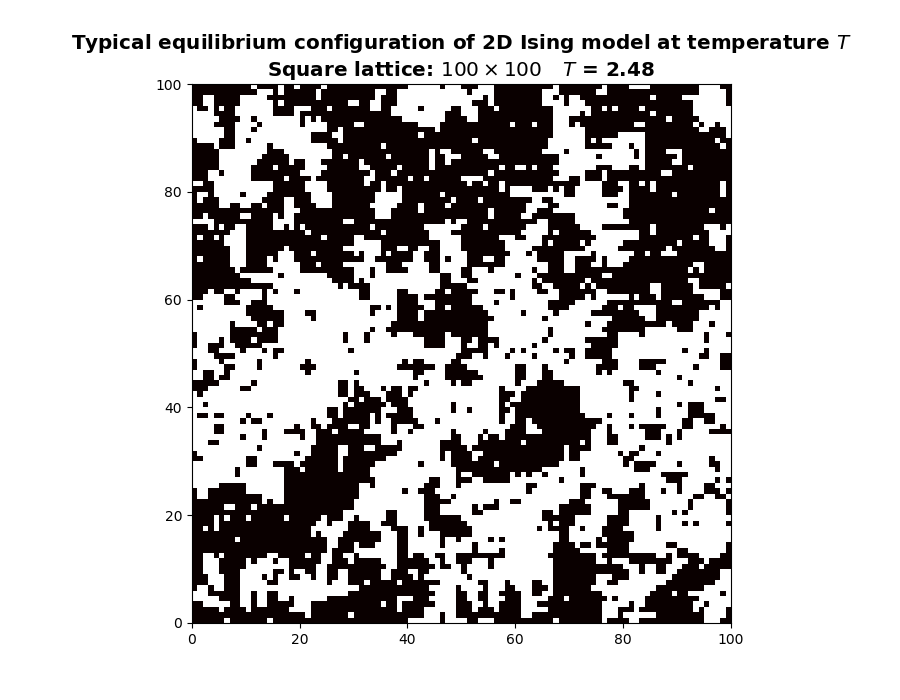 Typical equilibrium configuration of 2D Ising model at temperature T
Square lattice: 100 × 100 T = 2.48
100
80
60
40
20
0
0 20 40 60 80 100